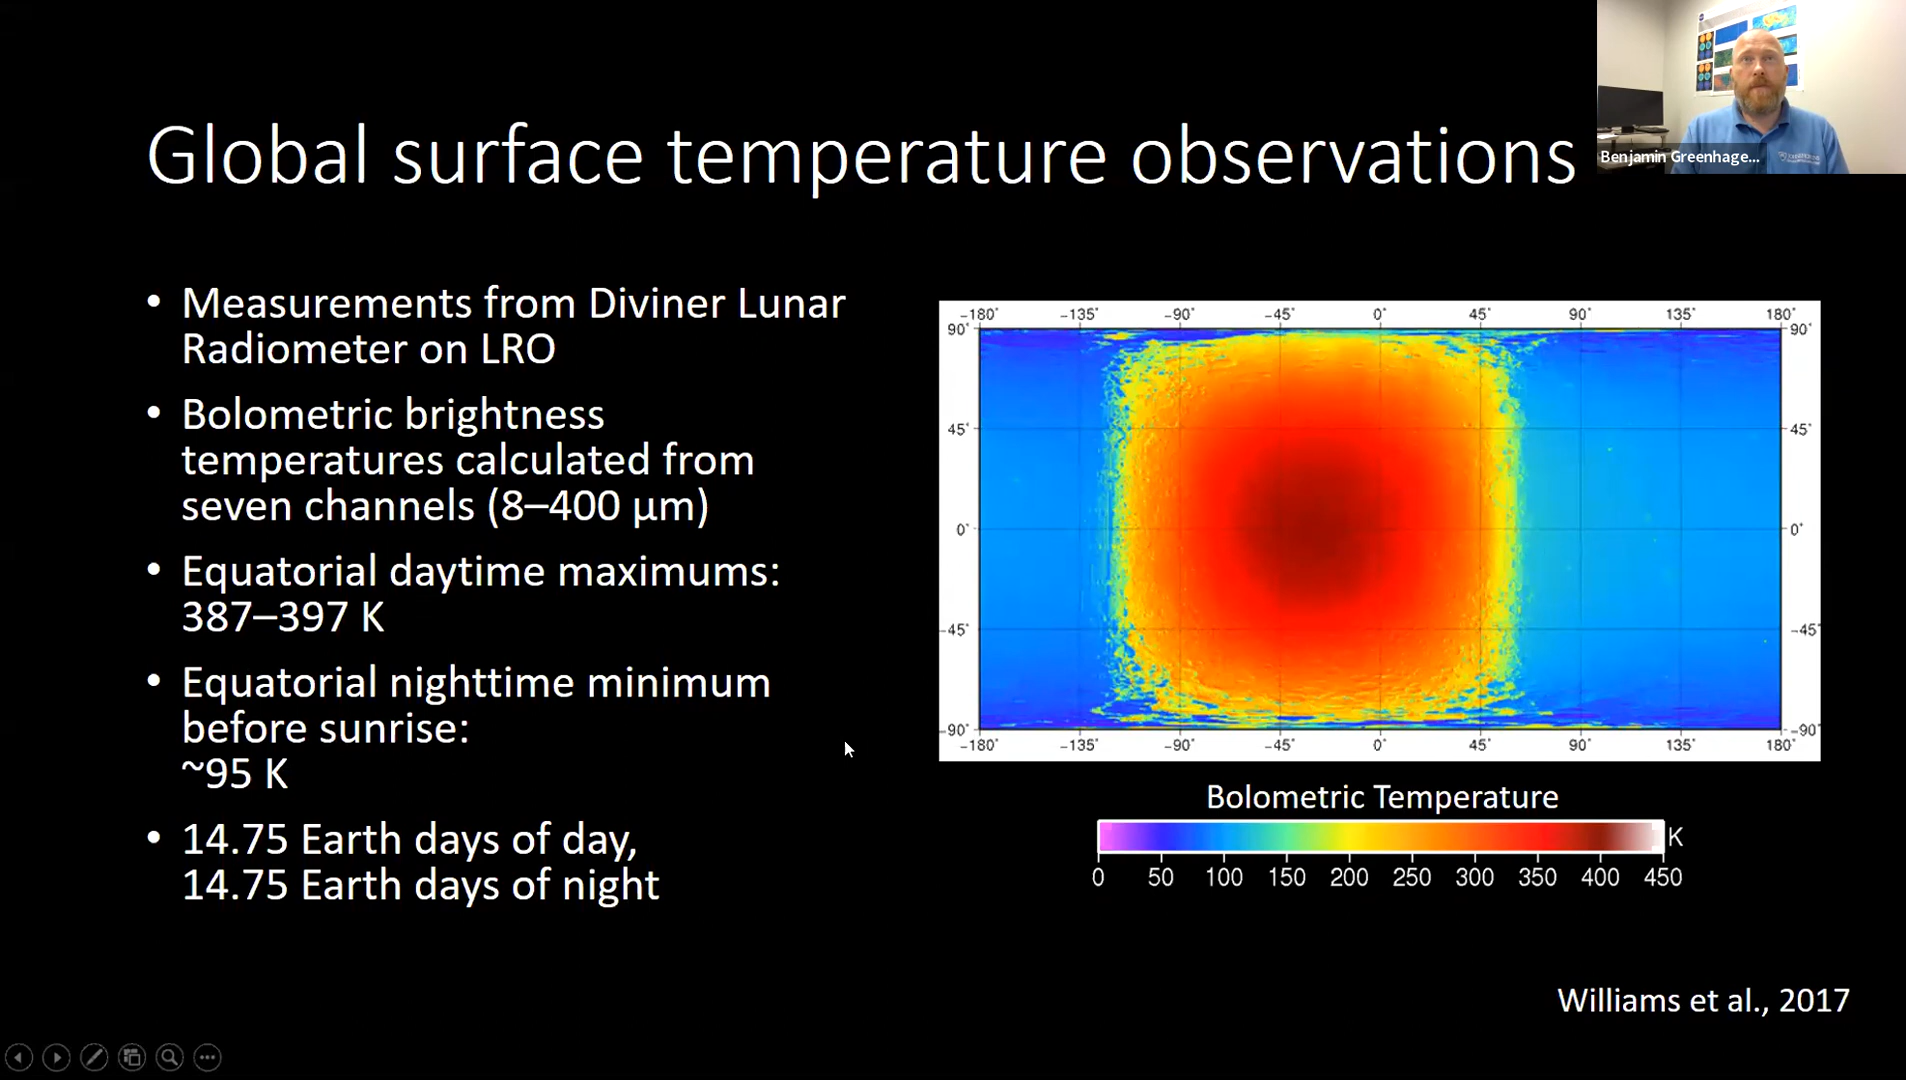 Global surface temperature observations
Benjamin Greenhage...
• Measurements from Diviner Lunar
Radiometer on LRO
• Bolometric brightness
temperatures calculated from
seven channels (8–400 µm)
• Equatorial daytime maximums:
387–397 K
• Equatorial nighttime minimum
before sunrise:
~95 K
• 14.75 Earth days of day,
14.75 Earth days of night
−180˚ −135˚ −90˚ −45˚ 0˚ 45˚ 90˚ 135˚ 180˚
90˚ 90˚
45˚ 45˚
0˚ 0˚
−45˚ −45˚
−90˚ −90˚
−180˚ −135˚ −90˚ −45˚ 0˚ 45˚ 90˚ 135˚ 180˚
Bolometric Temperature
K
0 50 100 150 200 250 300 350 400 450
Williams et al., 2017